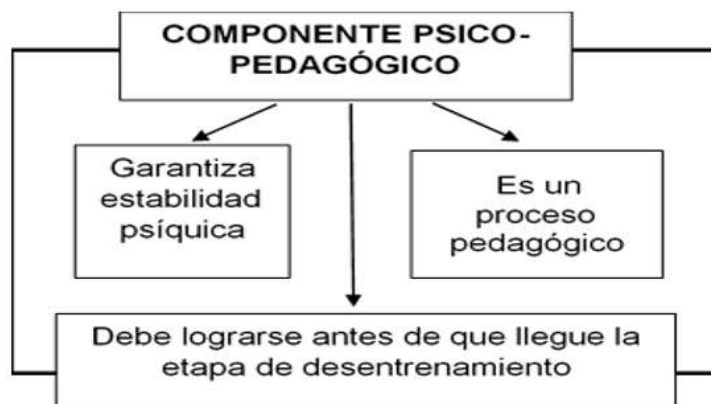 COMPONENTE PSICO-
PEDAGÓGICO
Garantiza
estabilidad
psíquica
Es un
proceso
pedagógico
Debe lograrse antes de que llegue la
etapa de desentrenamiento